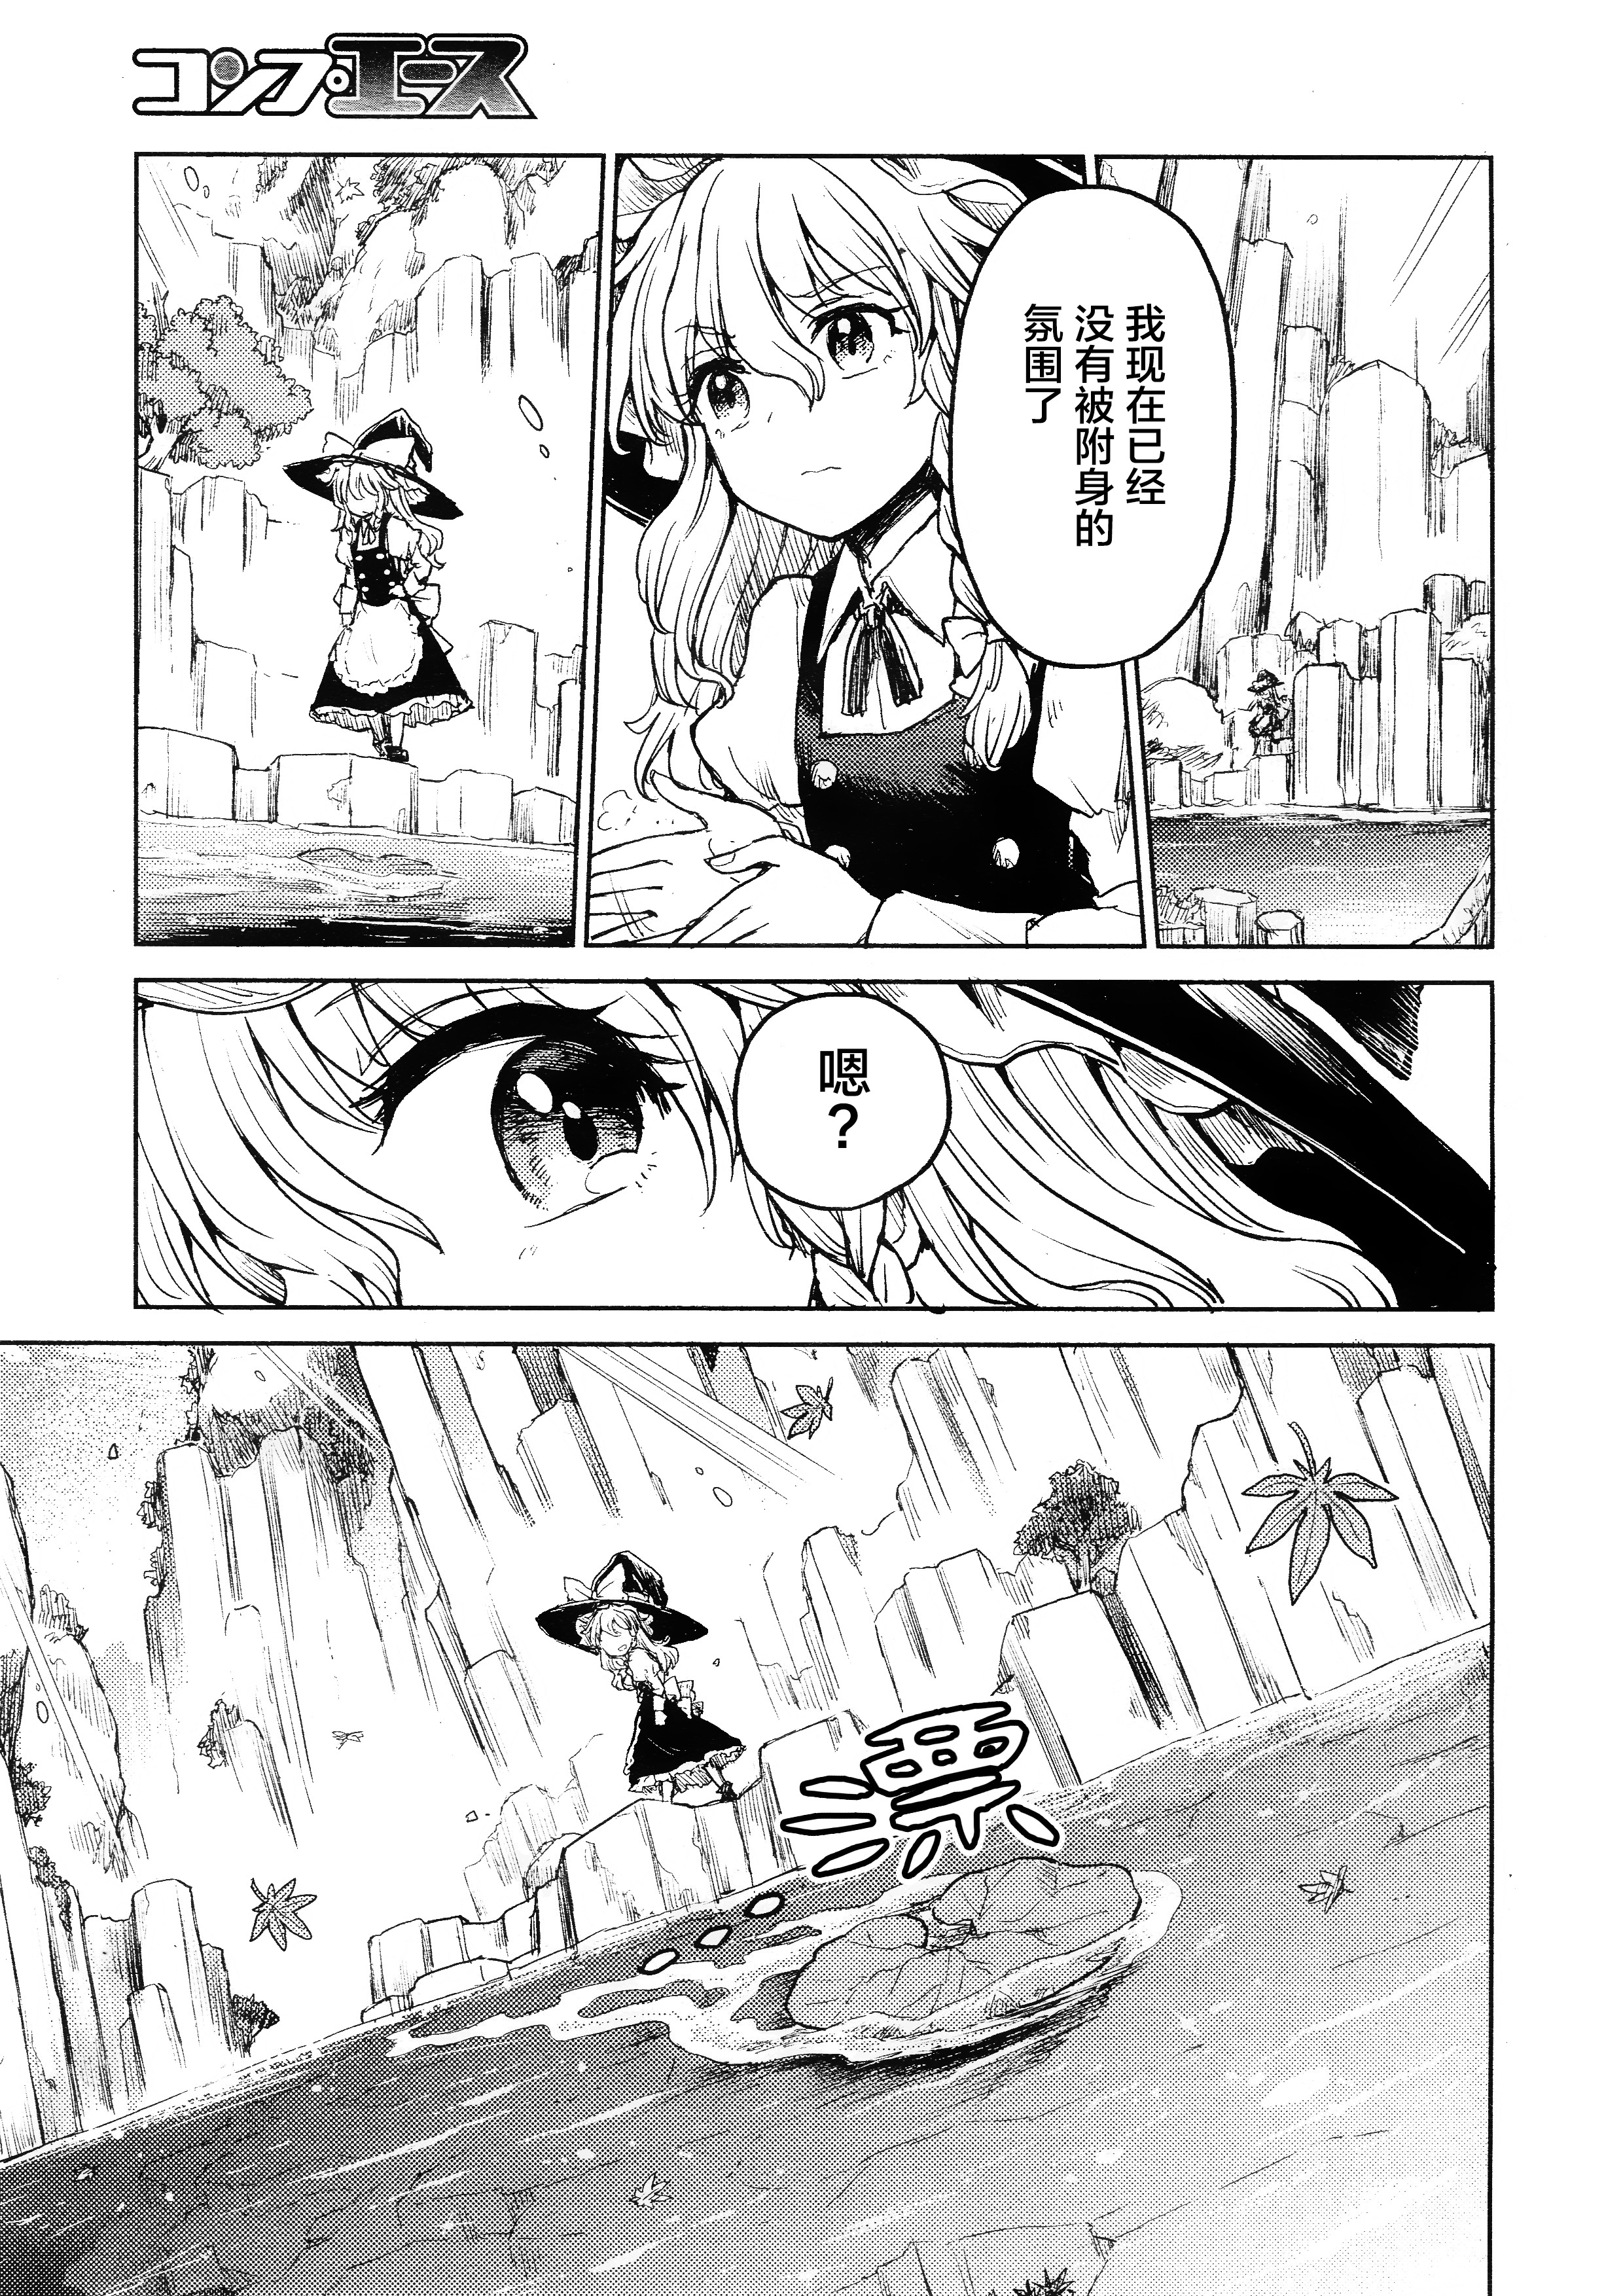 コンプエース
我现在已经
没有被附身的
氛围了
嗯？
漂